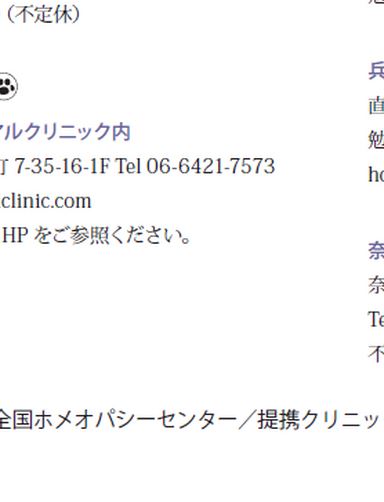 （不定休）
アルクリニック内
町 7-35-16-1F Tel 06-6421-7573
clinic.com
HP をご参照ください。
兵
直
勉
ho
奈
奈
Te
不
全国ホメオパシーセンター／提携クリニッ